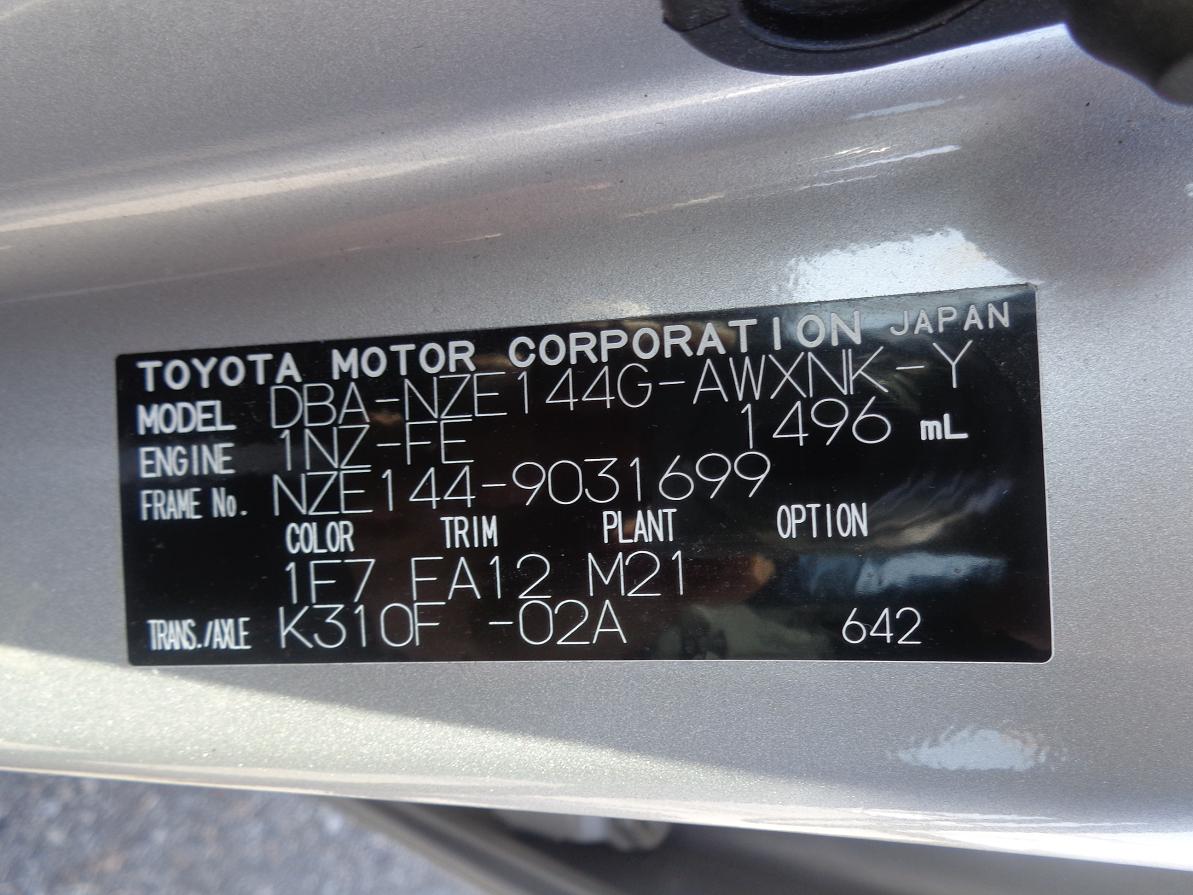 TOYOTA MOTOR CORPORATION JAPAN
MODEL DBA-NZE144G-AWXNK-Y
ENGINE 1NZ-FE 1496 mL
FRAME No. NZE144-9031699
COLOR TRIM PLANT OPTION
1F7 FA12 M21
TRANS./AXLE K310F -02A 642